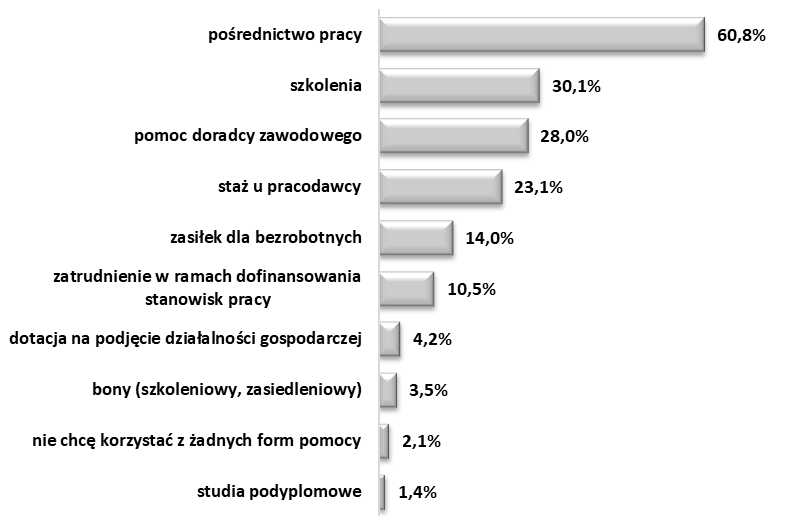 pośrednictwo pracy 60,8%
szkolenia 30,1%
pomoc doradcy zawodowego 28,0%
staż u pracodawcy 23,1%
zasiłek dla bezrobotnych 14,0%
zatrudnienie w ramach dofinansowania
stanowisk pracy 10,5%
dotacja na podjęcie działalności gospodarczej 4,2%
bony (szkoleniowy, zasiedleniowy) 3,5%
nie chcę korzystać z żadnych form pomocy 2,1%
studia podyplomowe 1,4%